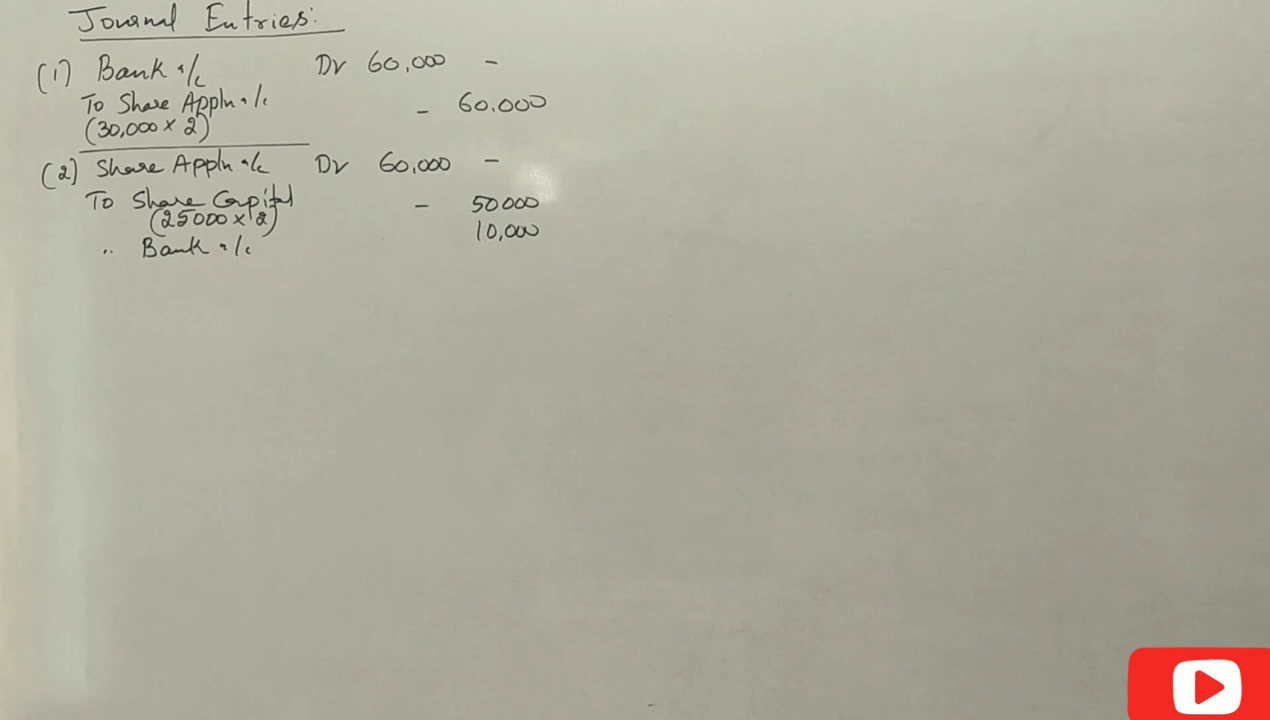 Journal Entries:
(1) Bank a/c Dr 60,000 -
To Share Appln a/c - 60,000
(30,000 x 2)
(2) Share Appln a/c Dr 60,000 -
To Share Capital - 50000
(25000 x 2)
" Bank a/c 10,000